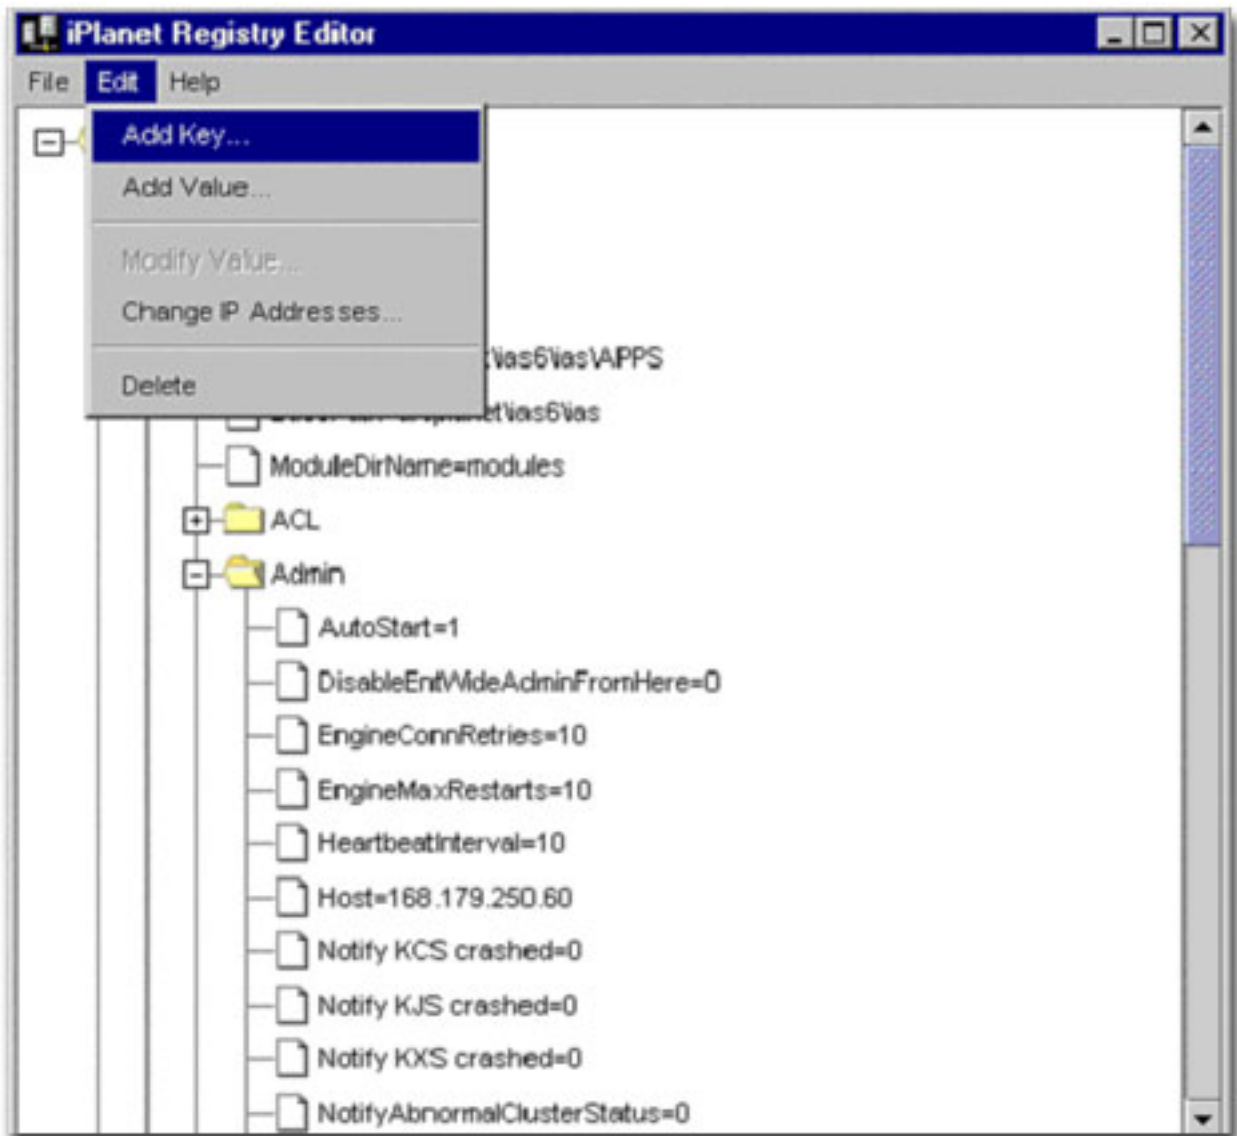 iPlanet Registry Editor
File Edit Help
Add Key...
Add Value...
Modify Value...
Change IP Addresses...
Delete
\ias6\ias\APPS
\ias6\ias
ModuleDirName=modules
ACL
Admin
AutoStart=1
DisableEntWideAdminFromHere=0
EngineConnRetries=10
EngineMaxRestarts=10
HeartbeatInterval=10
Host=168.179.250.60
Notify KCS crashed=0
Notify KJS crashed=0
Notify KXS crashed=0
NotifyAbnormalClusterStatus=0